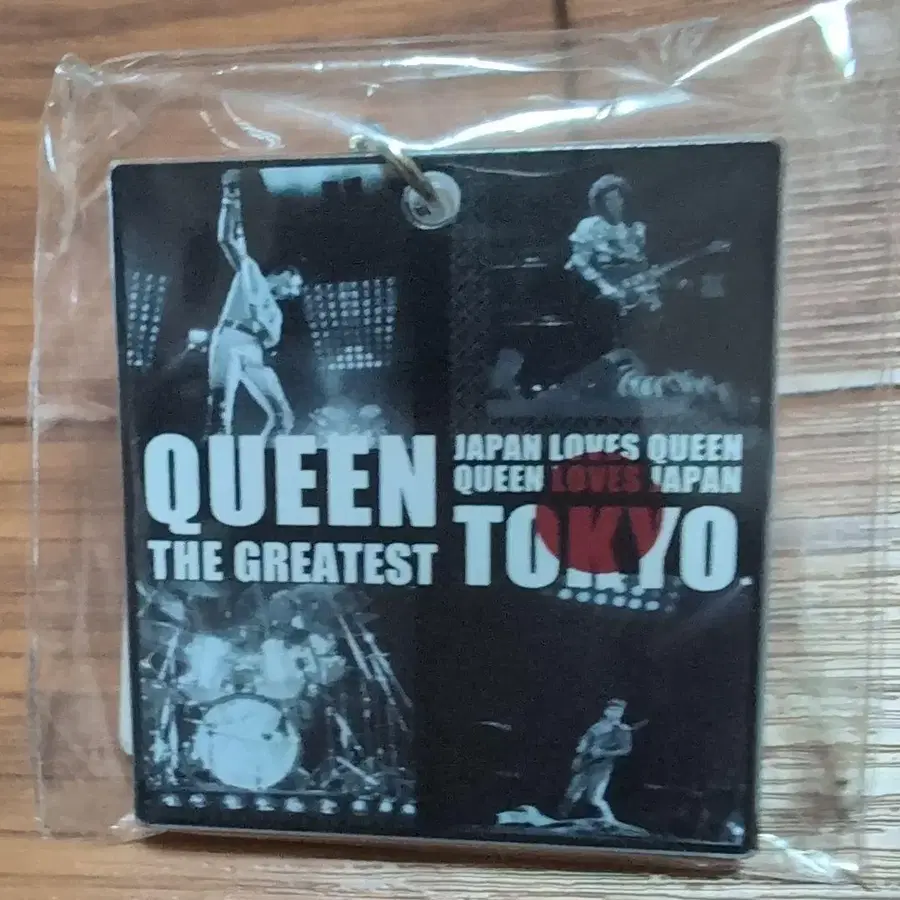 QUEEN
THE GREATEST
JAPAN LOVES QUEEN
QUEEN LOVES JAPAN
TOKYO